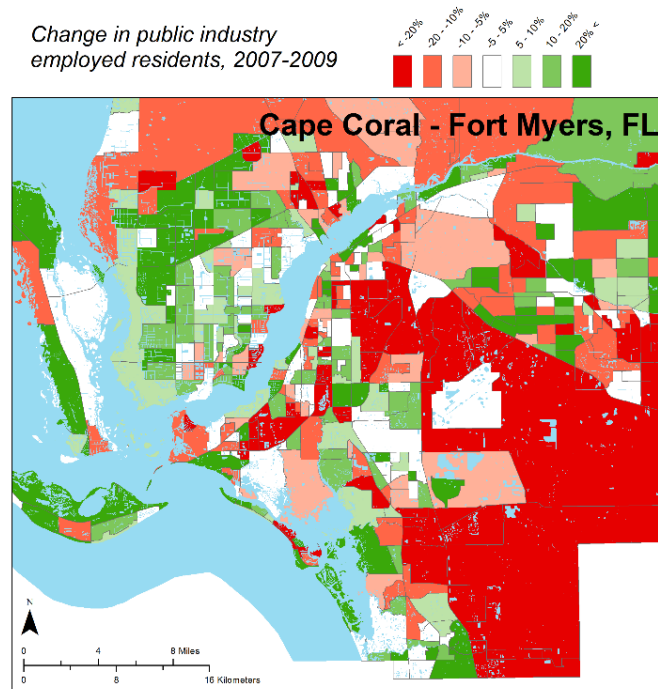 Change in public industry
employed residents, 2007-2009
< -20%
-20 - -10%
-10 - -5%
-5 - 5%
5 - 10%
10 - 20%
20% <
Cape Coral - Fort Myers, FL
N
0 4 8 Miles
0 8 16 Kilometers